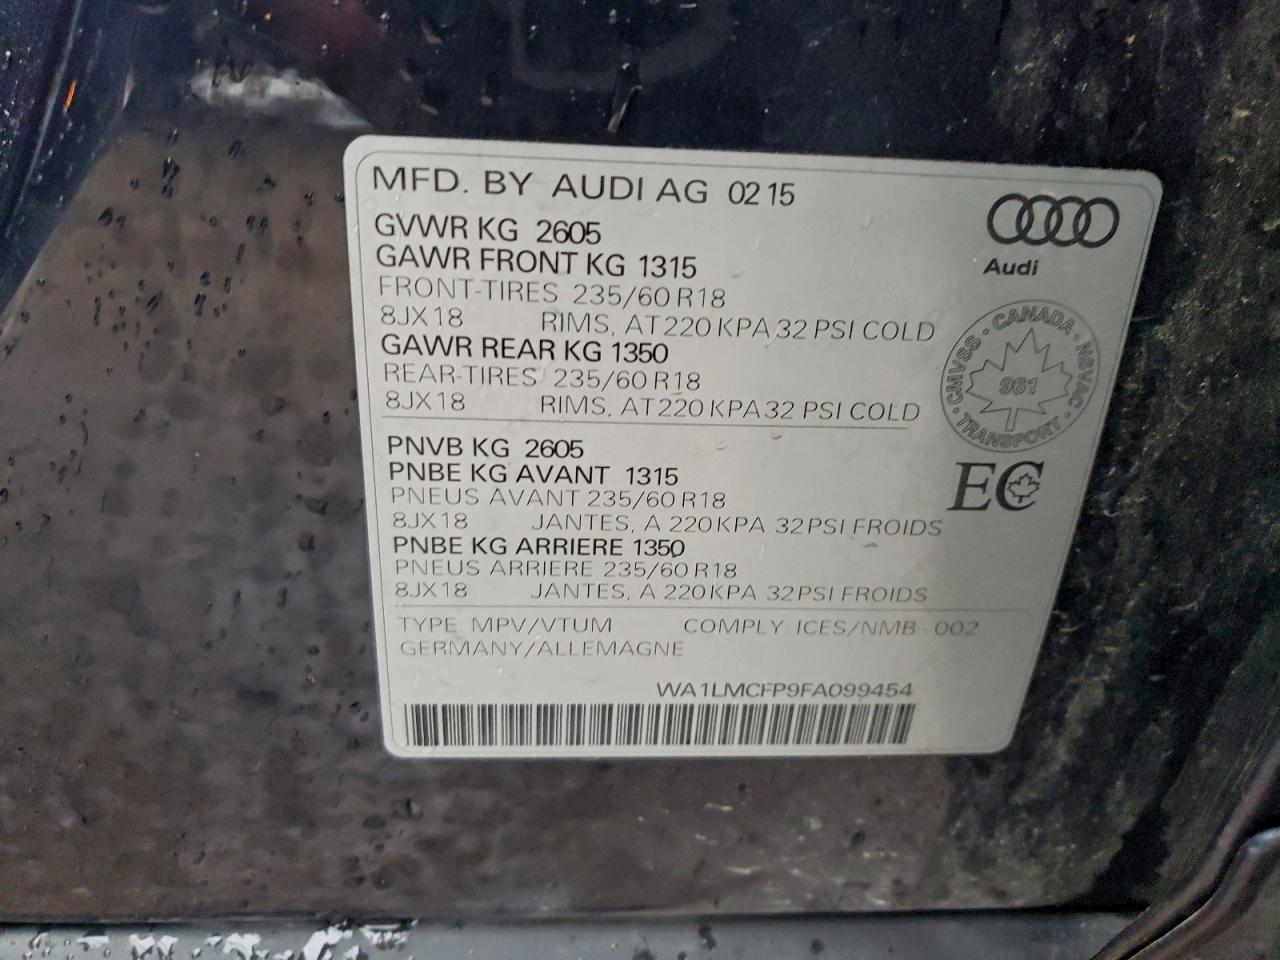 MFD. BY AUDI AG 0215
GVWR KG 2605
GAWR FRONT KG 1315
FRONT-TIRES 235/60 R18
8JX18 RIMS, AT 220 KPA 32 PSI COLD
GAWR REAR KG 1350
REAR-TIRES 235/60 R18
8JX18 RIMS, AT 220 KPA 32 PSI COLD
PNVB KG 2605
PNBE KG AVANT 1315
PNEUS AVANT 235/60 R18
8JX18 JANTES, A 220 KPA 32 PSI FROIDS
PNBE KG ARRIERE 1350
PNEUS ARRIERE 235/60 R18
8JX18 JANTES, A 220 KPA 32 PSI FROIDS
TYPE: MPV/VTUM COMPLY: ICES/NMB - 002
GERMANY/ALLEMAGNE
WA1LMCFP9FA099454
Audi
CANADA · NSVAC · TRANSPORT · CMVSS
961
EC